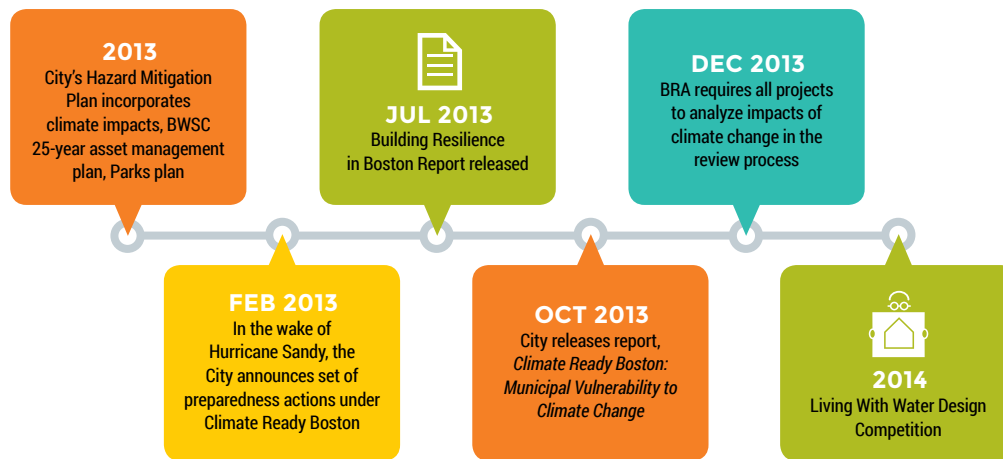 2013
City's Hazard Mitigation
Plan incorporates
climate impacts, BWSC
25-year asset management
plan, Parks plan
FEB 2013
In the wake of
Hurricane Sandy, the
City announces set of
preparedness actions under
Climate Ready Boston
JUL 2013
Building Resilience
in Boston Report released
OCT 2013
City releases report,
Climate Ready Boston:
Municipal Vulnerability to
Climate Change
DEC 2013
BRA requires all projects
to analyze impacts of
climate change in the
review process
2014
Living With Water Design
Competition